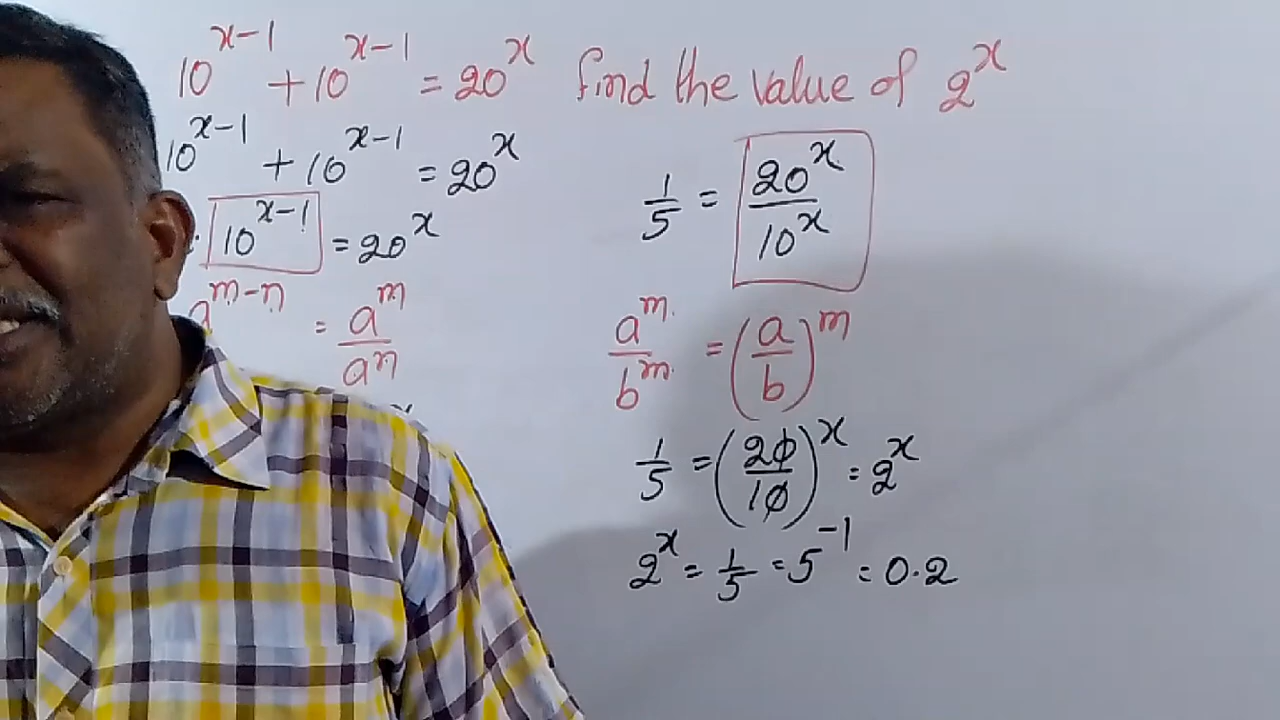 10^{x-1} + 10^{x-1} = 20^x find the value of 2^x
10^{x-1} + 10^{x-1} = 20^x
10^{x-1} = 20^x
a^{m-n} = a^m/a^n
1/5 = 20^x/10^x
a^m/b^m = (a/b)^m
1/5 = (20/10)^x = 2^x
2^x = 1/5 = 5^{-1} = 0.2